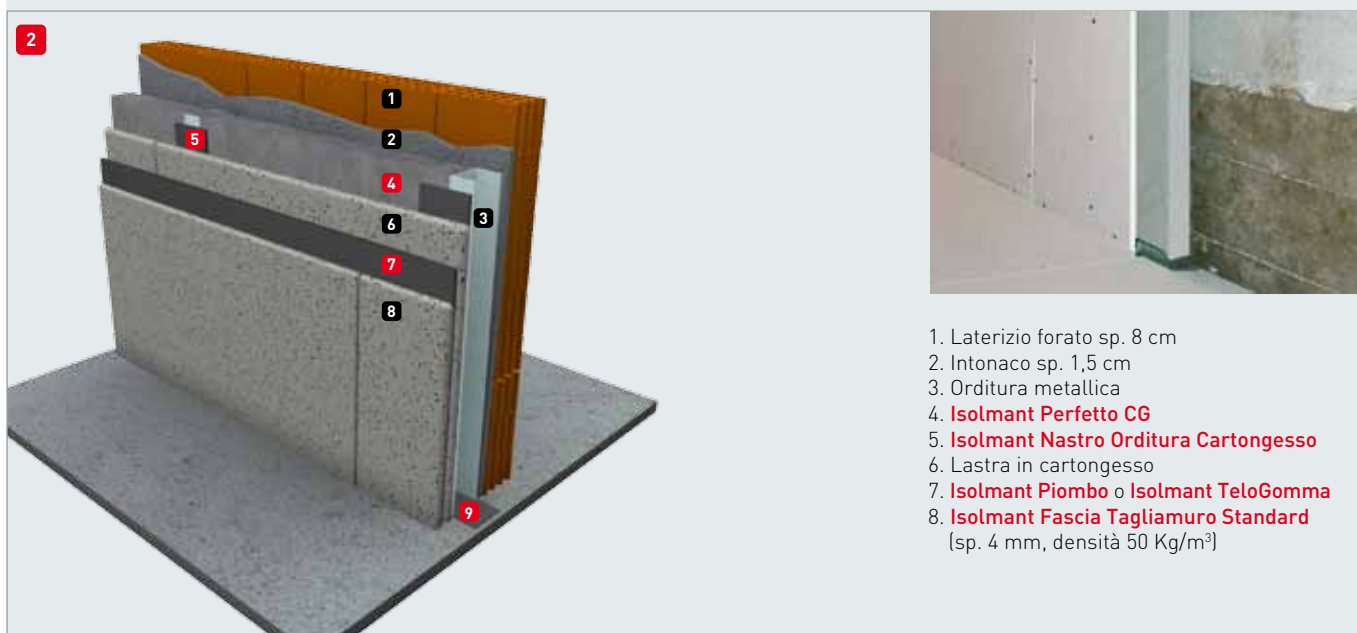 2
1
2
5
4
3
6
7
8
9
1. Laterizio forato sp. 8 cm
2. Intonaco sp. 1,5 cm
3. Orditura metallica
4. Isolmant Perfetto CG
5. Isolmant Nastro Orditura Cartongesso
6. Lastra in cartongesso
7. Isolmant Piombo o Isolmant TeloGomma
8. Isolmant Fascia Tagliamuro Standard
(sp. 4 mm, densità 50 Kg/m³)